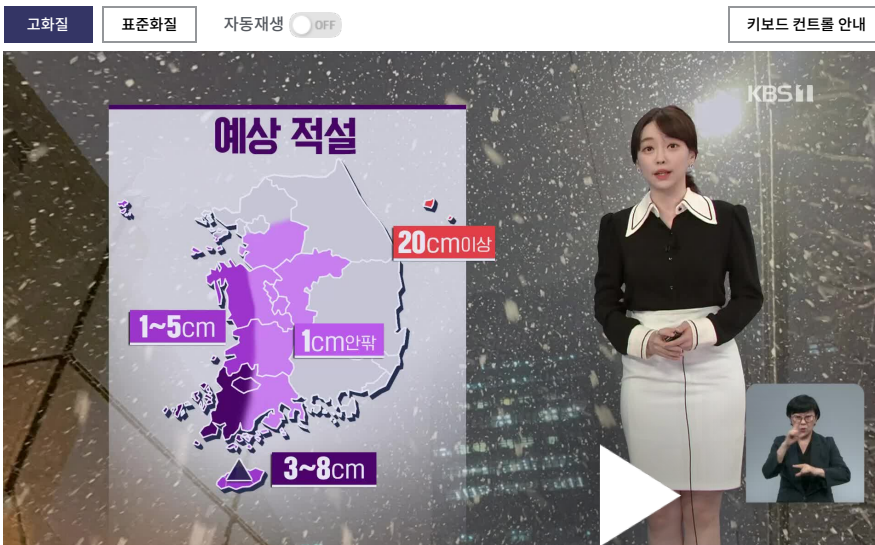 고화질
표준화질
자동재생 OFF
키보드 컨트롤 안내
KBS1
예상 적설
20cm이상
1~5cm
1cm안팎
3~8cm